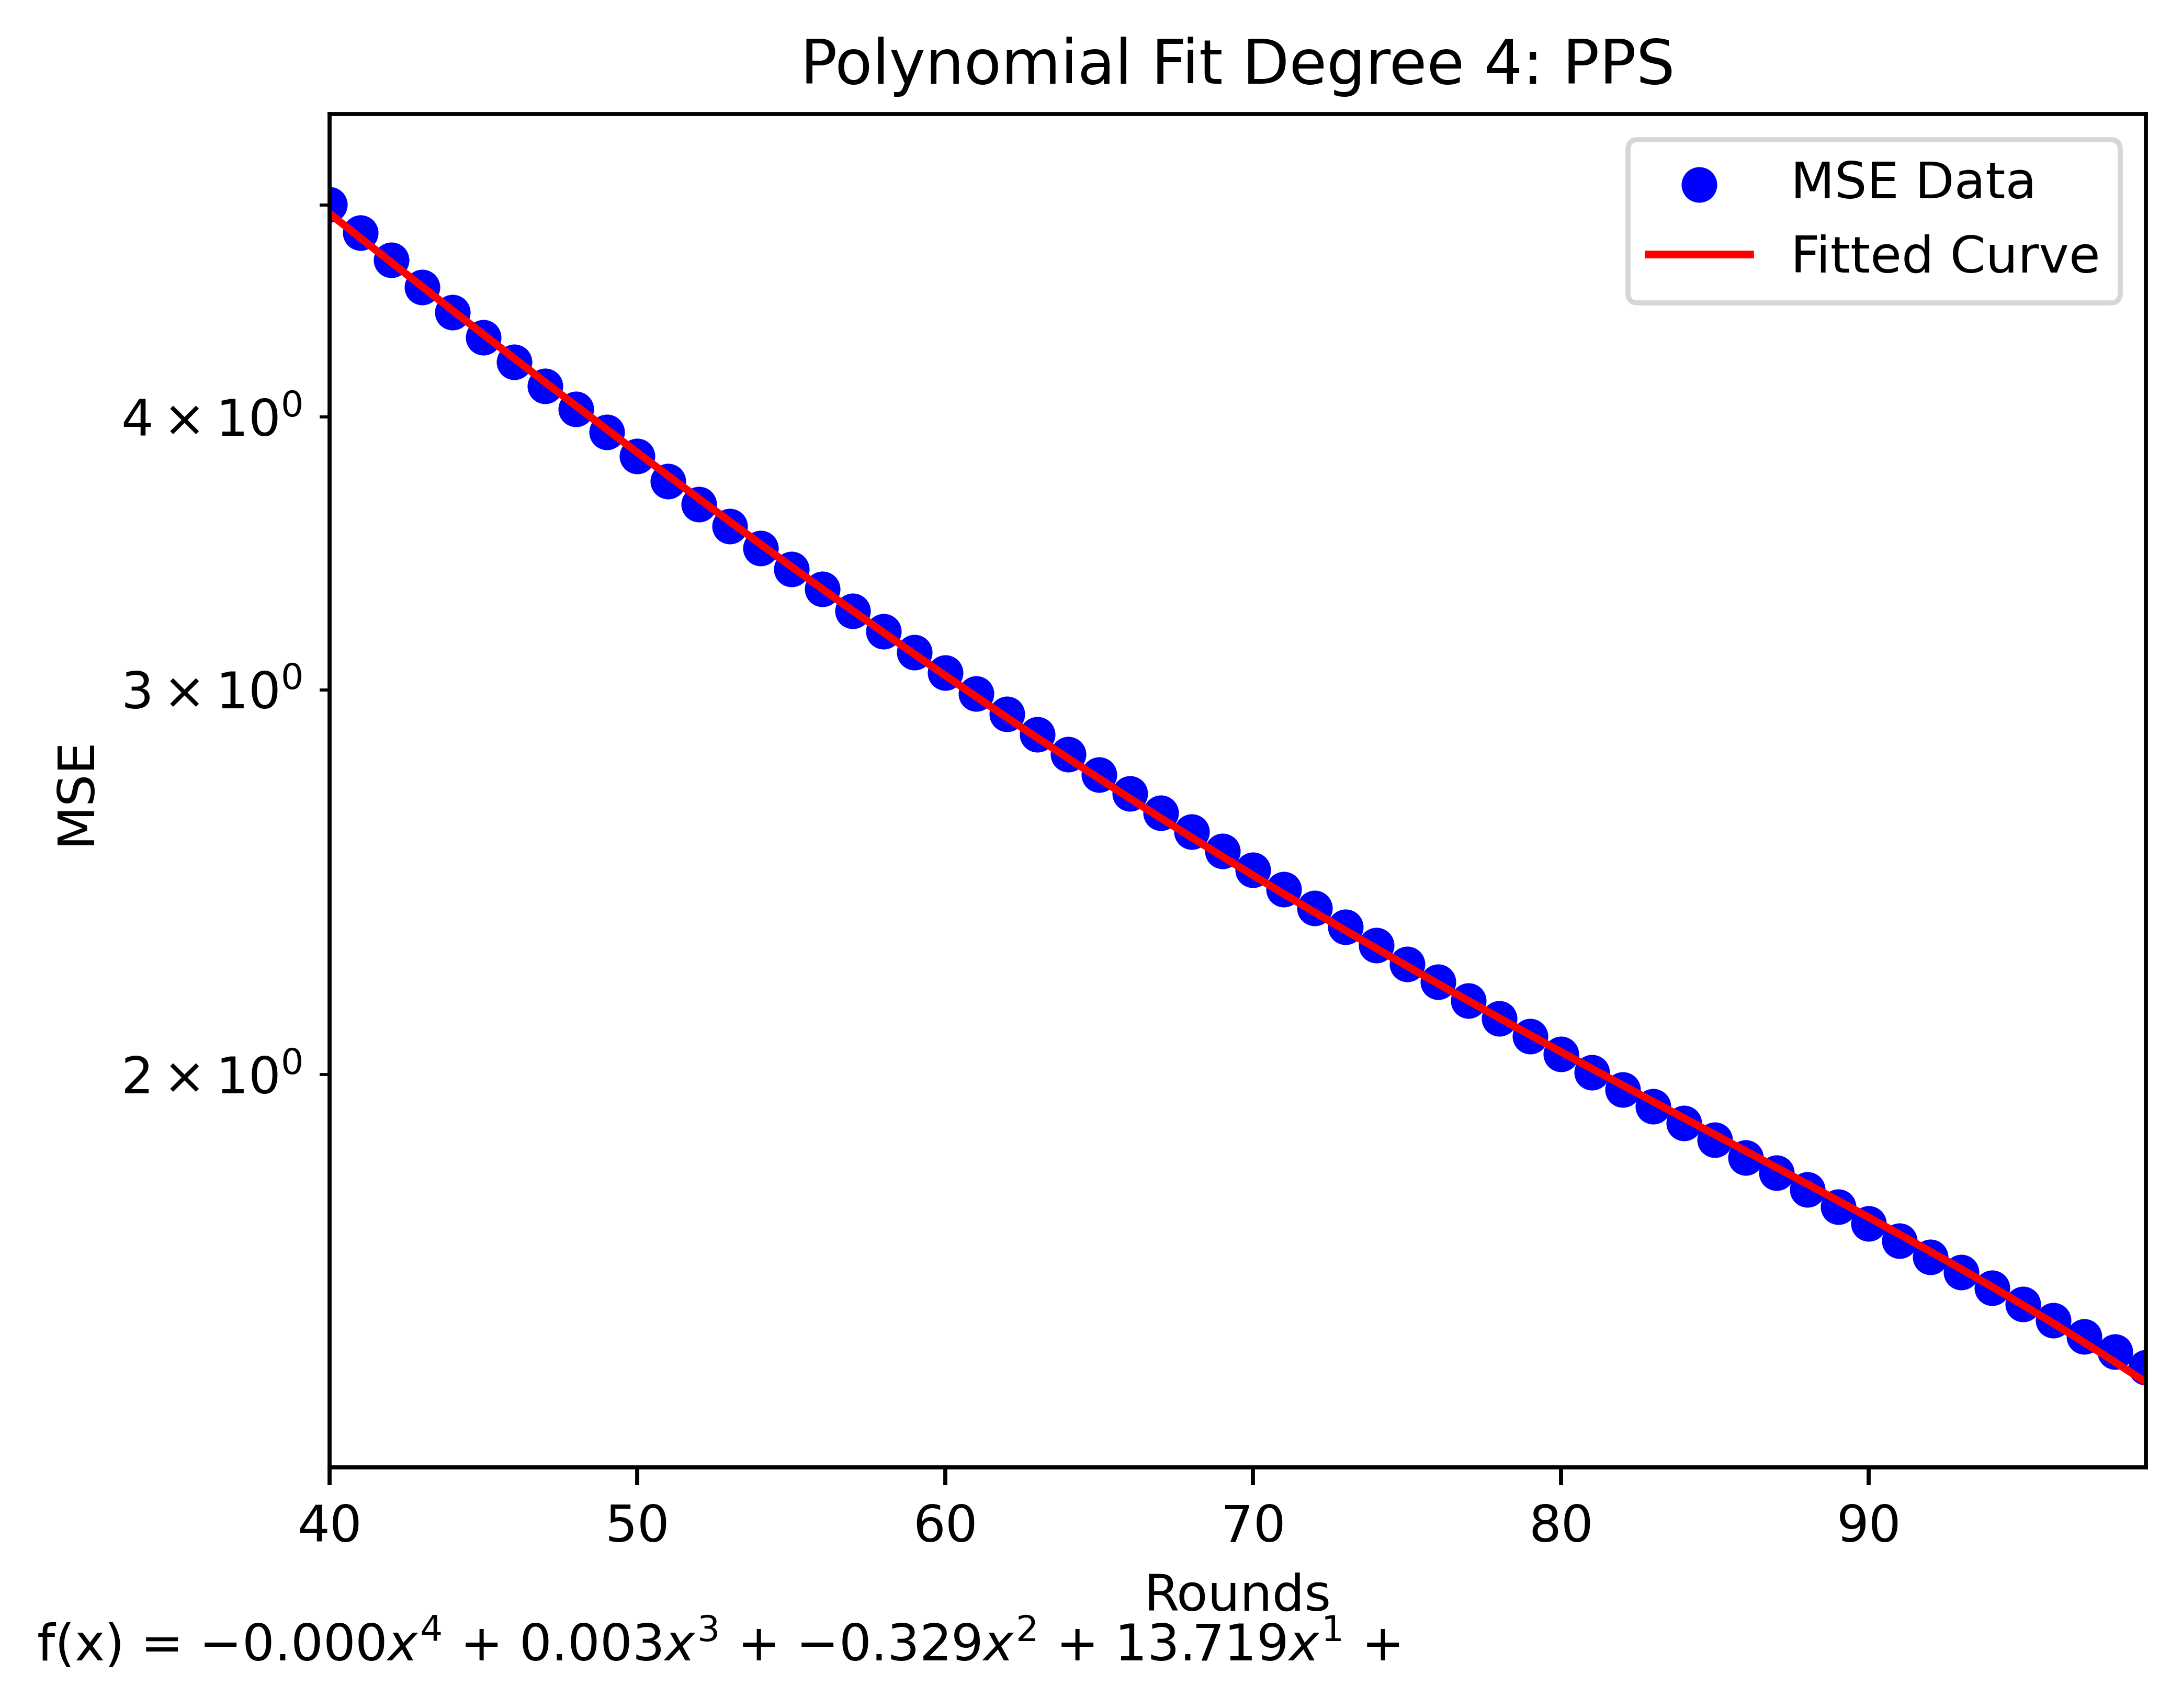 Polynomial Fit Degree 4: PPS
MSE Data
Fitted Curve
4 × 10⁰
3 × 10⁰
2 × 10⁰
MSE
40 50 60 70 80 90
Rounds
f(x) = −0.000x⁴ + 0.003x³ + −0.329x² + 13.719x¹ +